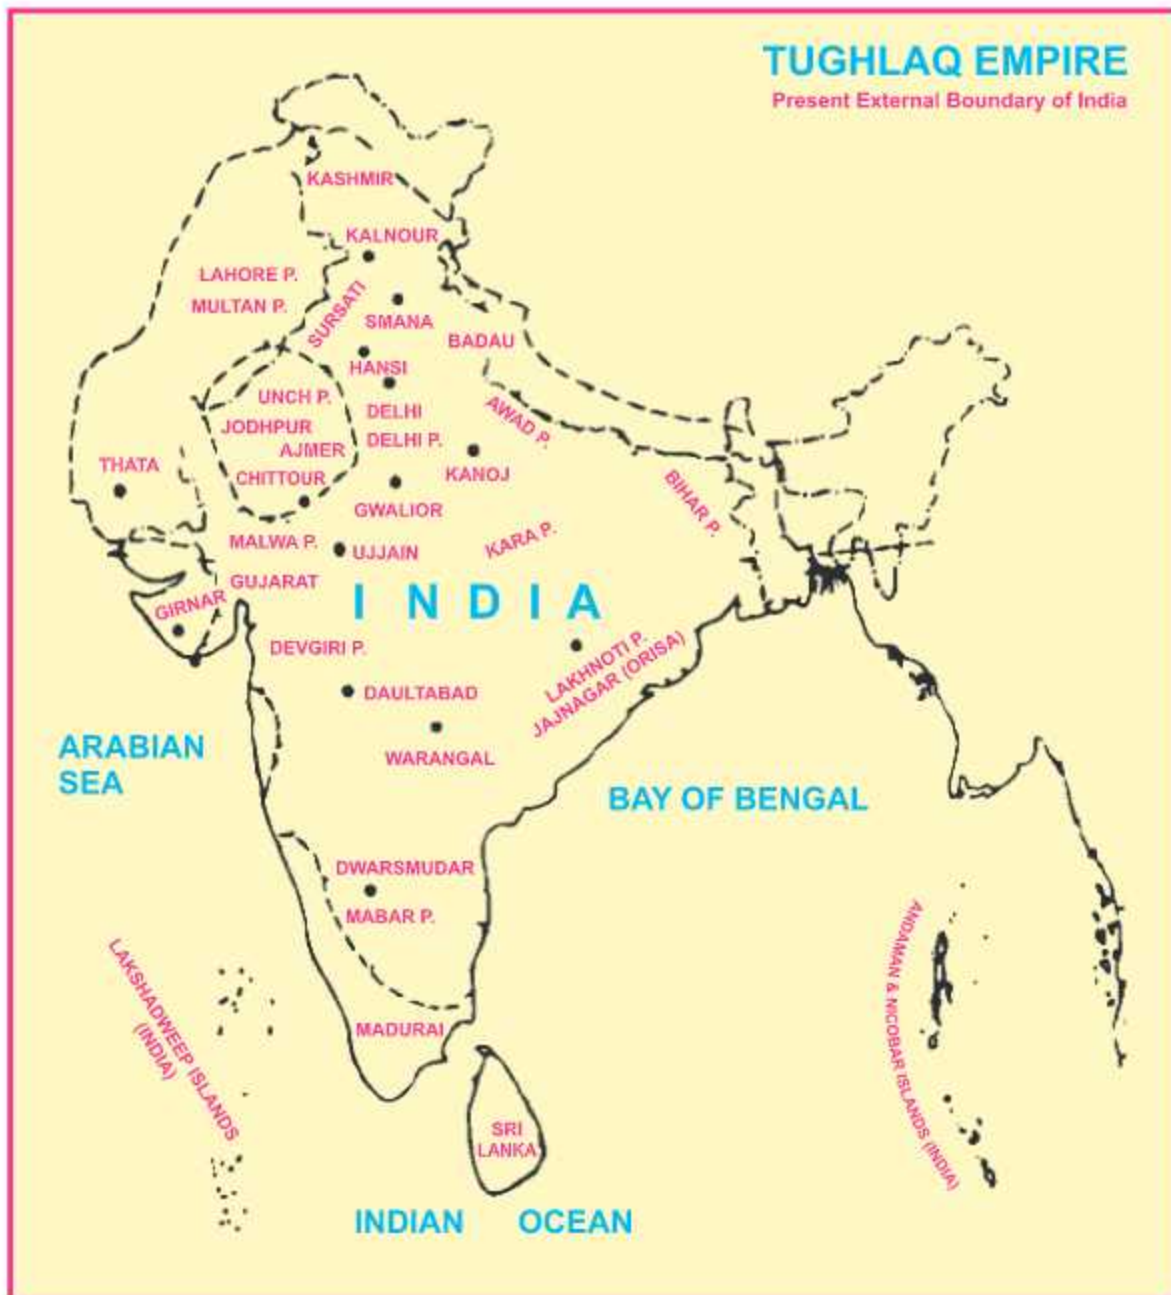 TUGHLAQ EMPIRE
Present External Boundary of India
KASHMIR
KALNOUR
LAHORE P.
MULTAN P.
SURSATI
SMANA
BADAU
HANSI
UNCH P.
DELHI
AWAD P.
JODHPUR
DELHI P.
AJMER
THATA
CHITTOUR
KANOJ
BIHAR P.
GWALIOR
MALWA P.
UJJAIN
KARA P.
GUJARAT
GIRNAR
INDIA
DEVGIRI P.
LAKHNOTI P.
JAJNAGAR (ORISA)
DAULTABAD
WARANGAL
ARABIAN
SEA
BAY OF BENGAL
DWARSMUDAR
MABAR P.
LAKSHADWEEP ISLANDS
(INDIA)
ANDAMAN & NICOBAR ISLANDS (INDIA)
MADURAI
SRI
LANKA
INDIAN OCEAN